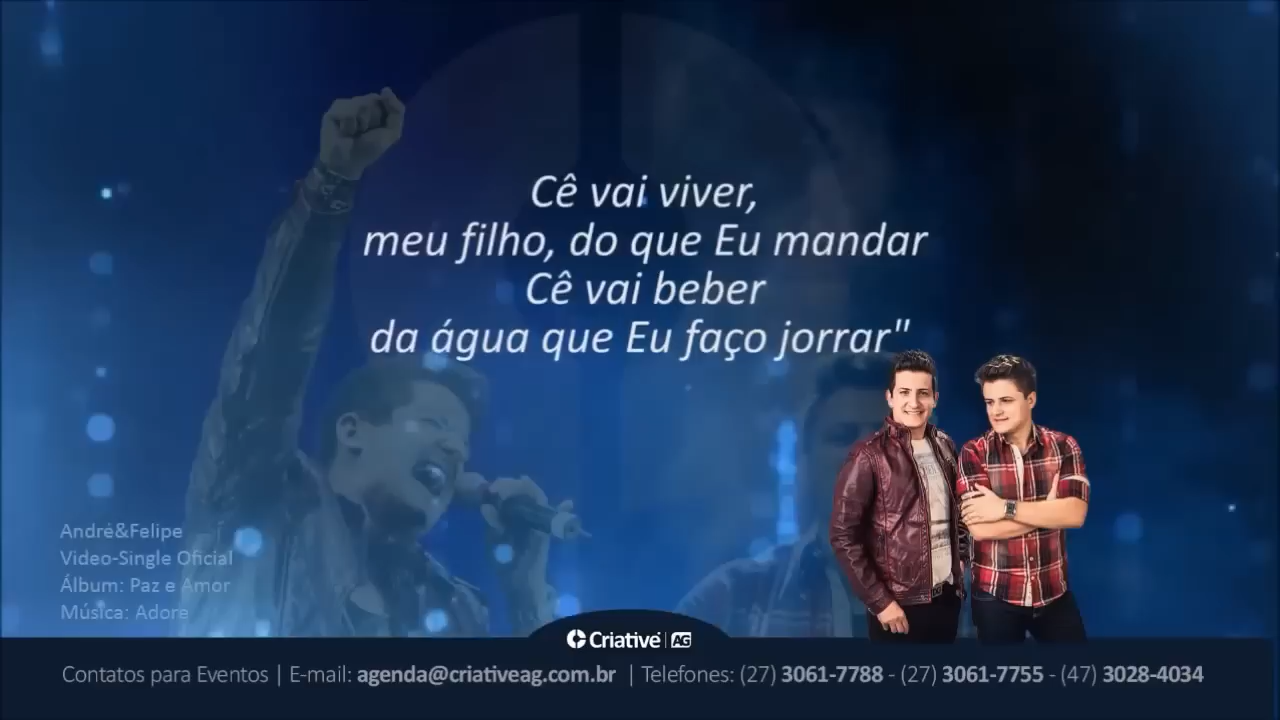 Cê vai viver,
meu filho, do que Eu mandar
Cê vai beber
da água que Eu faço jorrar"
André&Felipe
Video-Single Oficial
Álbum: Paz e Amor
Música: Adore
Criative AG
Contatos para Eventos | E-mail: agenda@criativeag.com.br | Telefones: (27) 3061-7788 - (27) 3061-7755 - (47) 3028-4034